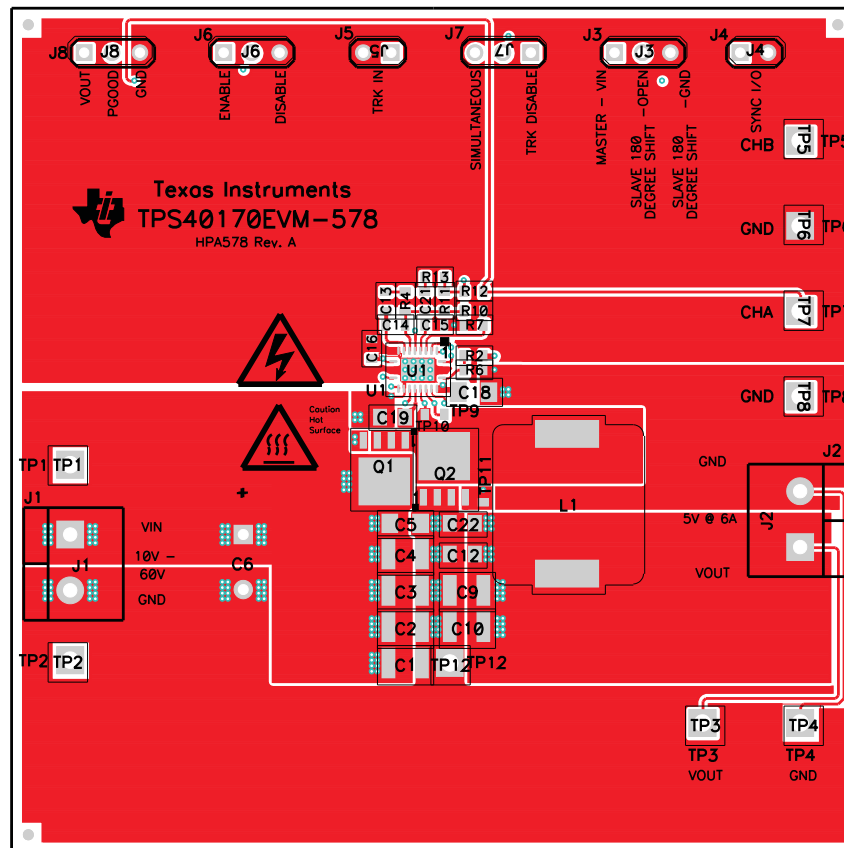 J8 J8 J6 J6 J5 J5 J7 J7 J3 J3 J4 J4
VOUT
PGOOD
GND
ENABLE
DISABLE
TRK IN
SIMULTANEOUS
TRK DISABLE
MASTER - VIN
SLAVE 180 -OPEN
DEGREE SHIFT
SLAVE 180 -GND
DEGREE SHIFT
SYNC I/O
CHB TP5 TP5
Texas Instruments
TPS40170EVM-578
HPA578 Rev. A
GND TP6 TP6
R13
C13 R4 C21 R11 R12
R10
CHA TP7 TP7
C14 C15 R7
C16 1 R2
U1 R6
U1 C18
GND TP8 TP8
Caution
Hot
Surface
C19 TP10 TP9
Q1 Q2 TP11
TP1 TP1
GND J2
J1 + L1
VIN C5 C22 5V @ 6A J2
10V -
60V
J1 C6 C4 C12
VOUT
GND C3 C9
C2 C10
TP2 TP2 C1 TP12 TP12
TP3 TP4
TP3 TP4
VOUT GND